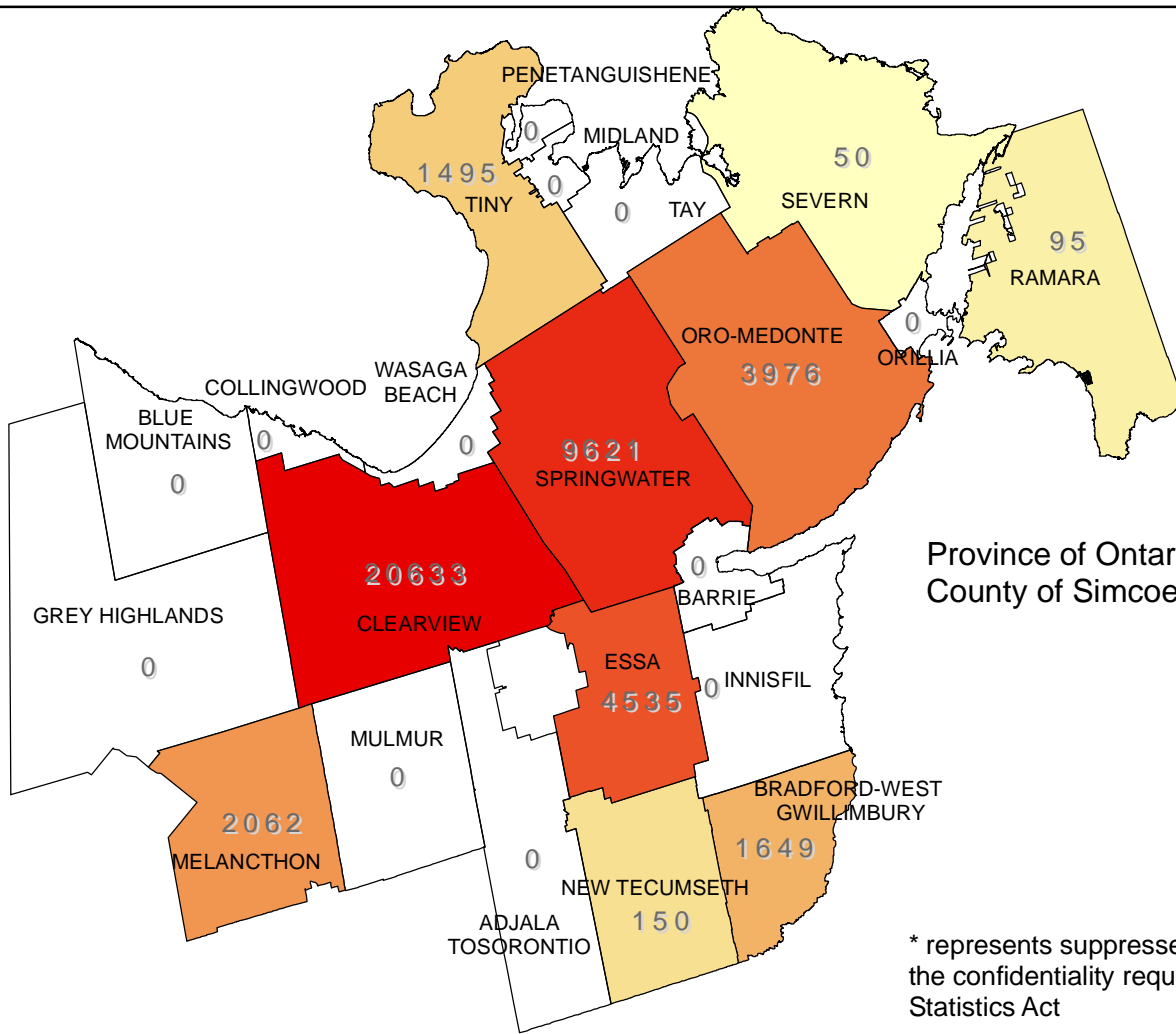 PENETANGUISHENE
0
MIDLAND
50
1495
0
TINY
0
TAY
SEVERN
95
RAMARA
0
ORO-MEDONTE
ORILLIA
3976
WASAGA
BEACH
COLLINGWOOD
BLUE
MOUNTAINS
0
0
0
9621
SPRINGWATER
20633
CLEARVIEW
0
BARRIE
Province of Ontar
County of Simcoe
GREY HIGHLANDS
0
ESSA
4535
0
INNISFIL
MULMUR
0
BRADFORD-WEST
GWILLIMBURY
1649
2062
MELANCTHON
0
NEW TECUMSETH
150
ADJALA
TOSORONTIO
* represents suppresse
the confidentiality requ
Statistics Act